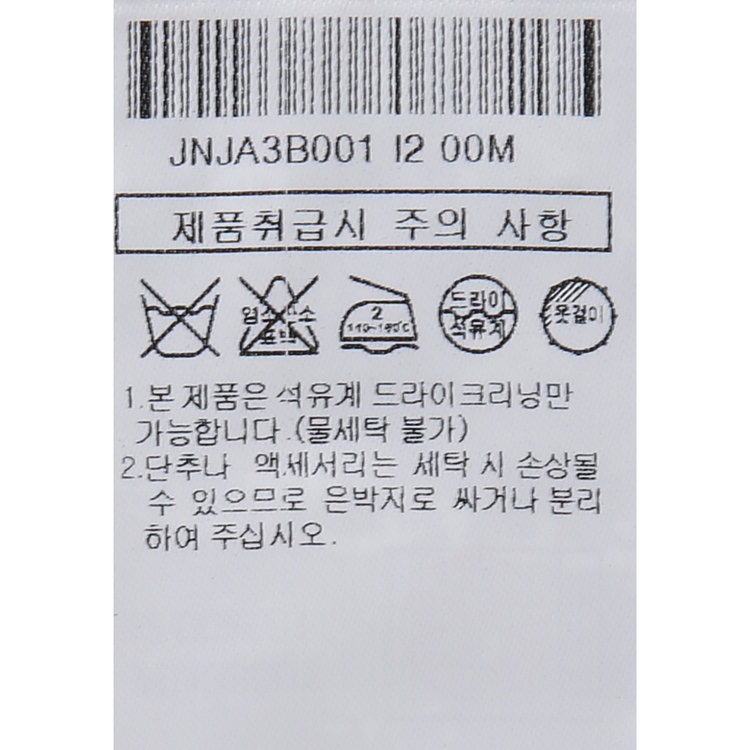 JNJA3B001 I2 00M
제품취급시 주의 사항
염소산소
표백
2
110~180℃
드라이
석유계
옷걸이
1.본 제품은 석유계 드라이크리닝만
가능합니다.(물세탁 불가)
2.단추나 액세서리는 세탁 시 손상될
수 있으므로 은박지로 싸거나 분리
하여 주십시오.